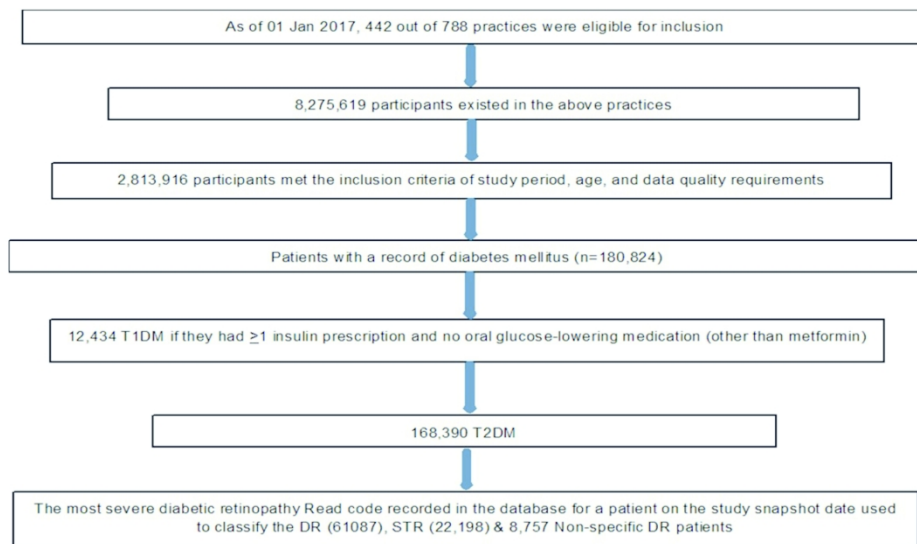 As of 01 Jan 2017, 442 out of 788 practices were eligible for inclusion
8,275,619 participants existed in the above practices
2,813,916 participants met the inclusion criteria of study period, age, and data quality requirements
Patients with a record of diabetes mellitus (n=180,824)
12,434 T1DM if they had ≥1 insulin prescription and no oral glucose-lowering medication (other than metformin)
168,390 T2DM
The most severe diabetic retinopathy Read code recorded in the database for a patient on the study snapshot date used
to classify the DR (61087), STR (22,198) & 8,757 Non-specific DR patients